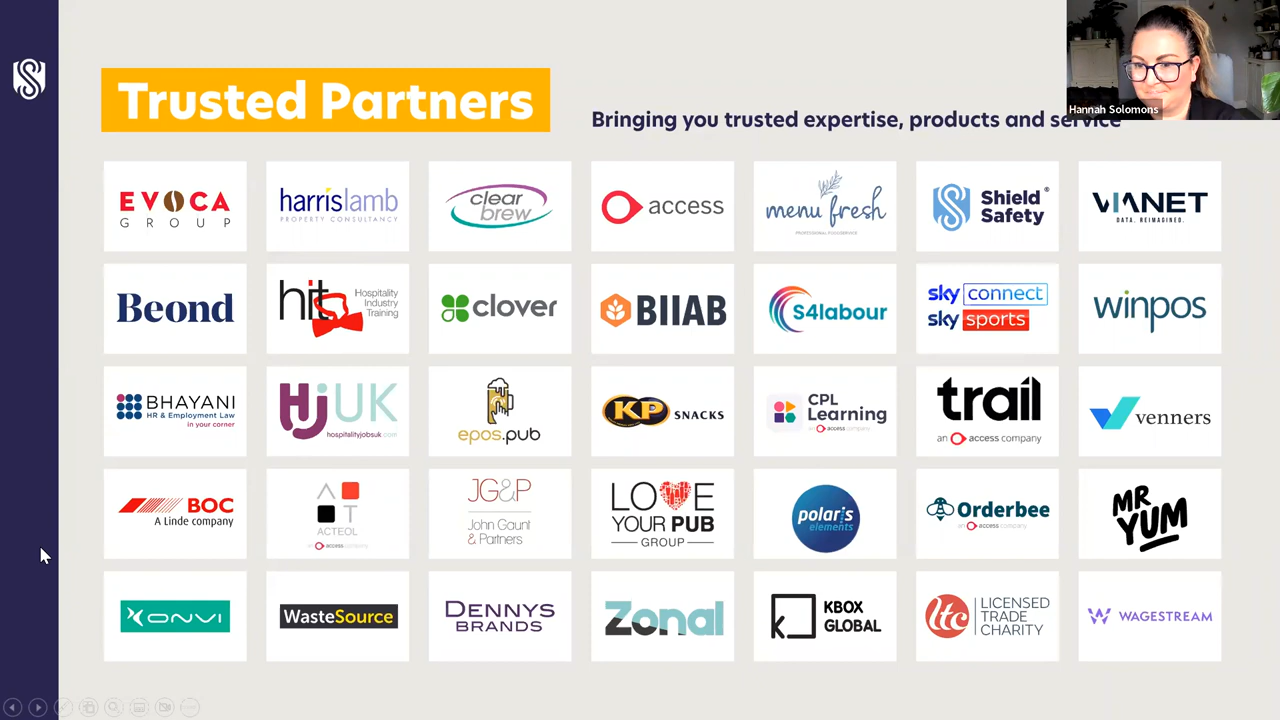 Hannah Solomons
Trusted Partners
Bringing you trusted expertise, products and service
EVOCA
GROUP
harrislamb
PROPERTY CONSULTANCY
clear
brew
access
menu fresh
PROFESSIONAL FOODSERVICE
Shield
Safety
VIANET
DATA. REIMAGINED.
Beond
hit
Hospitality
Industry
Training
clover
BIIAB
S4labour
sky connect
sky sports
winpos
BHAYANI
HR & Employment Law
in your corner
HJUK
hospitalityjobsuk.com
epos.pub
KP SNACKS
CPL
Learning
an access company
trail
an access company
venners
BOC
A Linde company
ACTEOL
an access company
JG&P
John Gaunt
& Partners
LOVE
YOUR PUB
GROUP
polaris
elements
Orderbee
an access company
MR
YUM
ONVI
WasteSource
DENNYS
BRANDS
Zonal
k
KBOX
GLOBAL
ltc
LICENSED
TRADE
CHARITY
WAGESTREAM